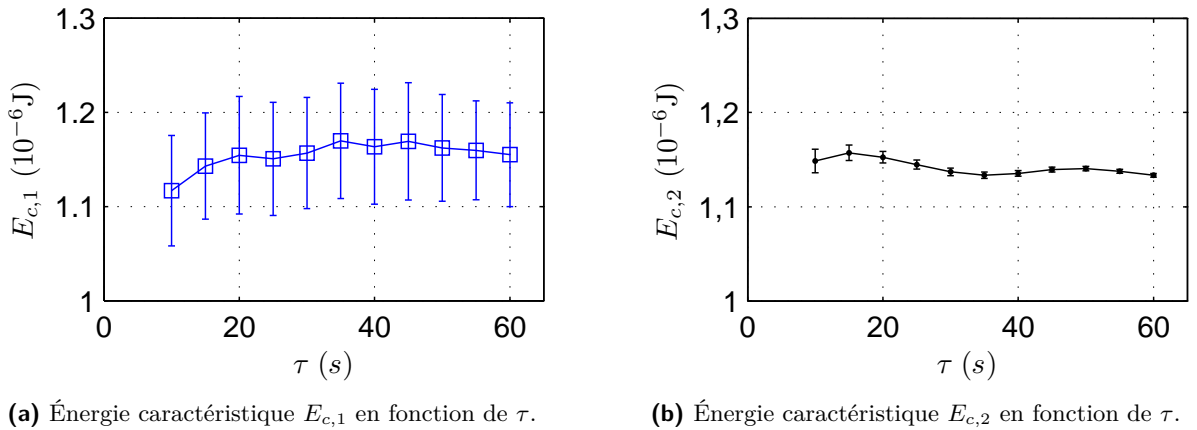 1.3
1.2
1.1
1
0 20 40 60
E_{c,1} (10^{−6}J)
τ (s)
(a) Énergie caractéristique E_{c,1} en fonction de τ.
1.3
1,2
1,1
1
0 20 40 60
E_{c,2} (10^{−6}J)
τ (s)
(b) Énergie caractéristique E_{c,2} en fonction de τ.